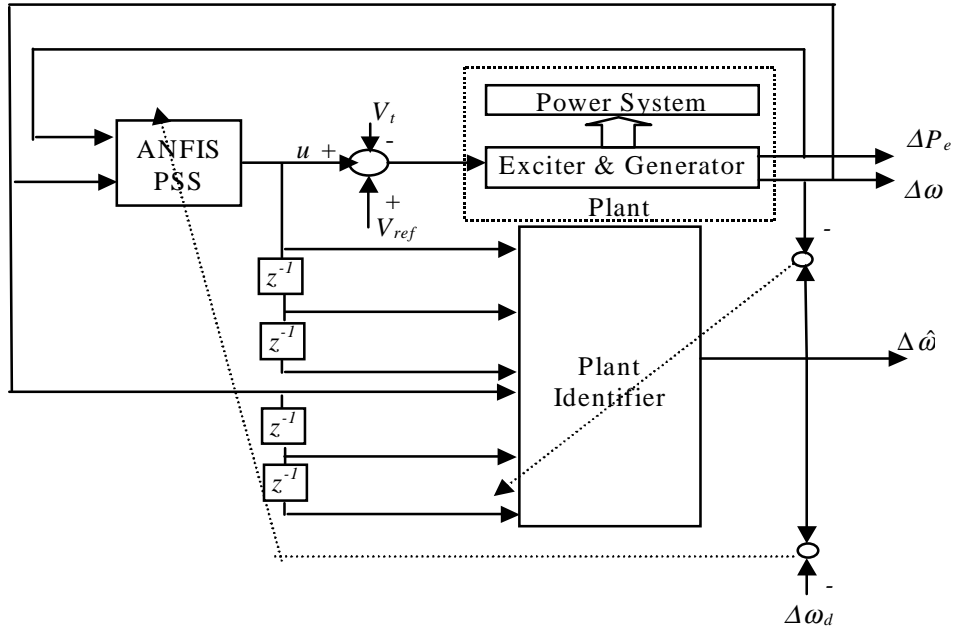 Power System
V_t
-
ANFIS
PSS
u +
Exciter & Generator
ΔP_e
Δω
+
V_ref
Plant
-
z^-1
z^-1
Δω̂
Plant
Identifier
z^-1
z^-1
-
Δω_d